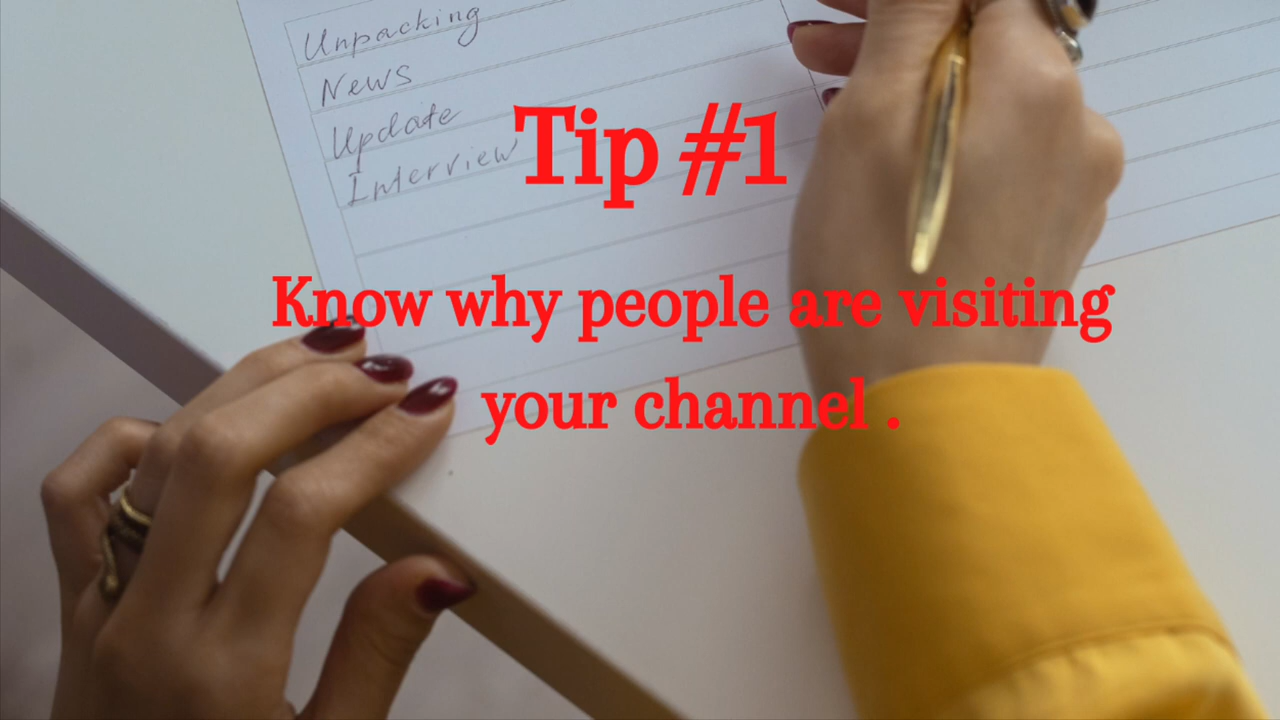 Unpacking
News
Update
Interview
Tip #1
Know why people are visiting
your channel .